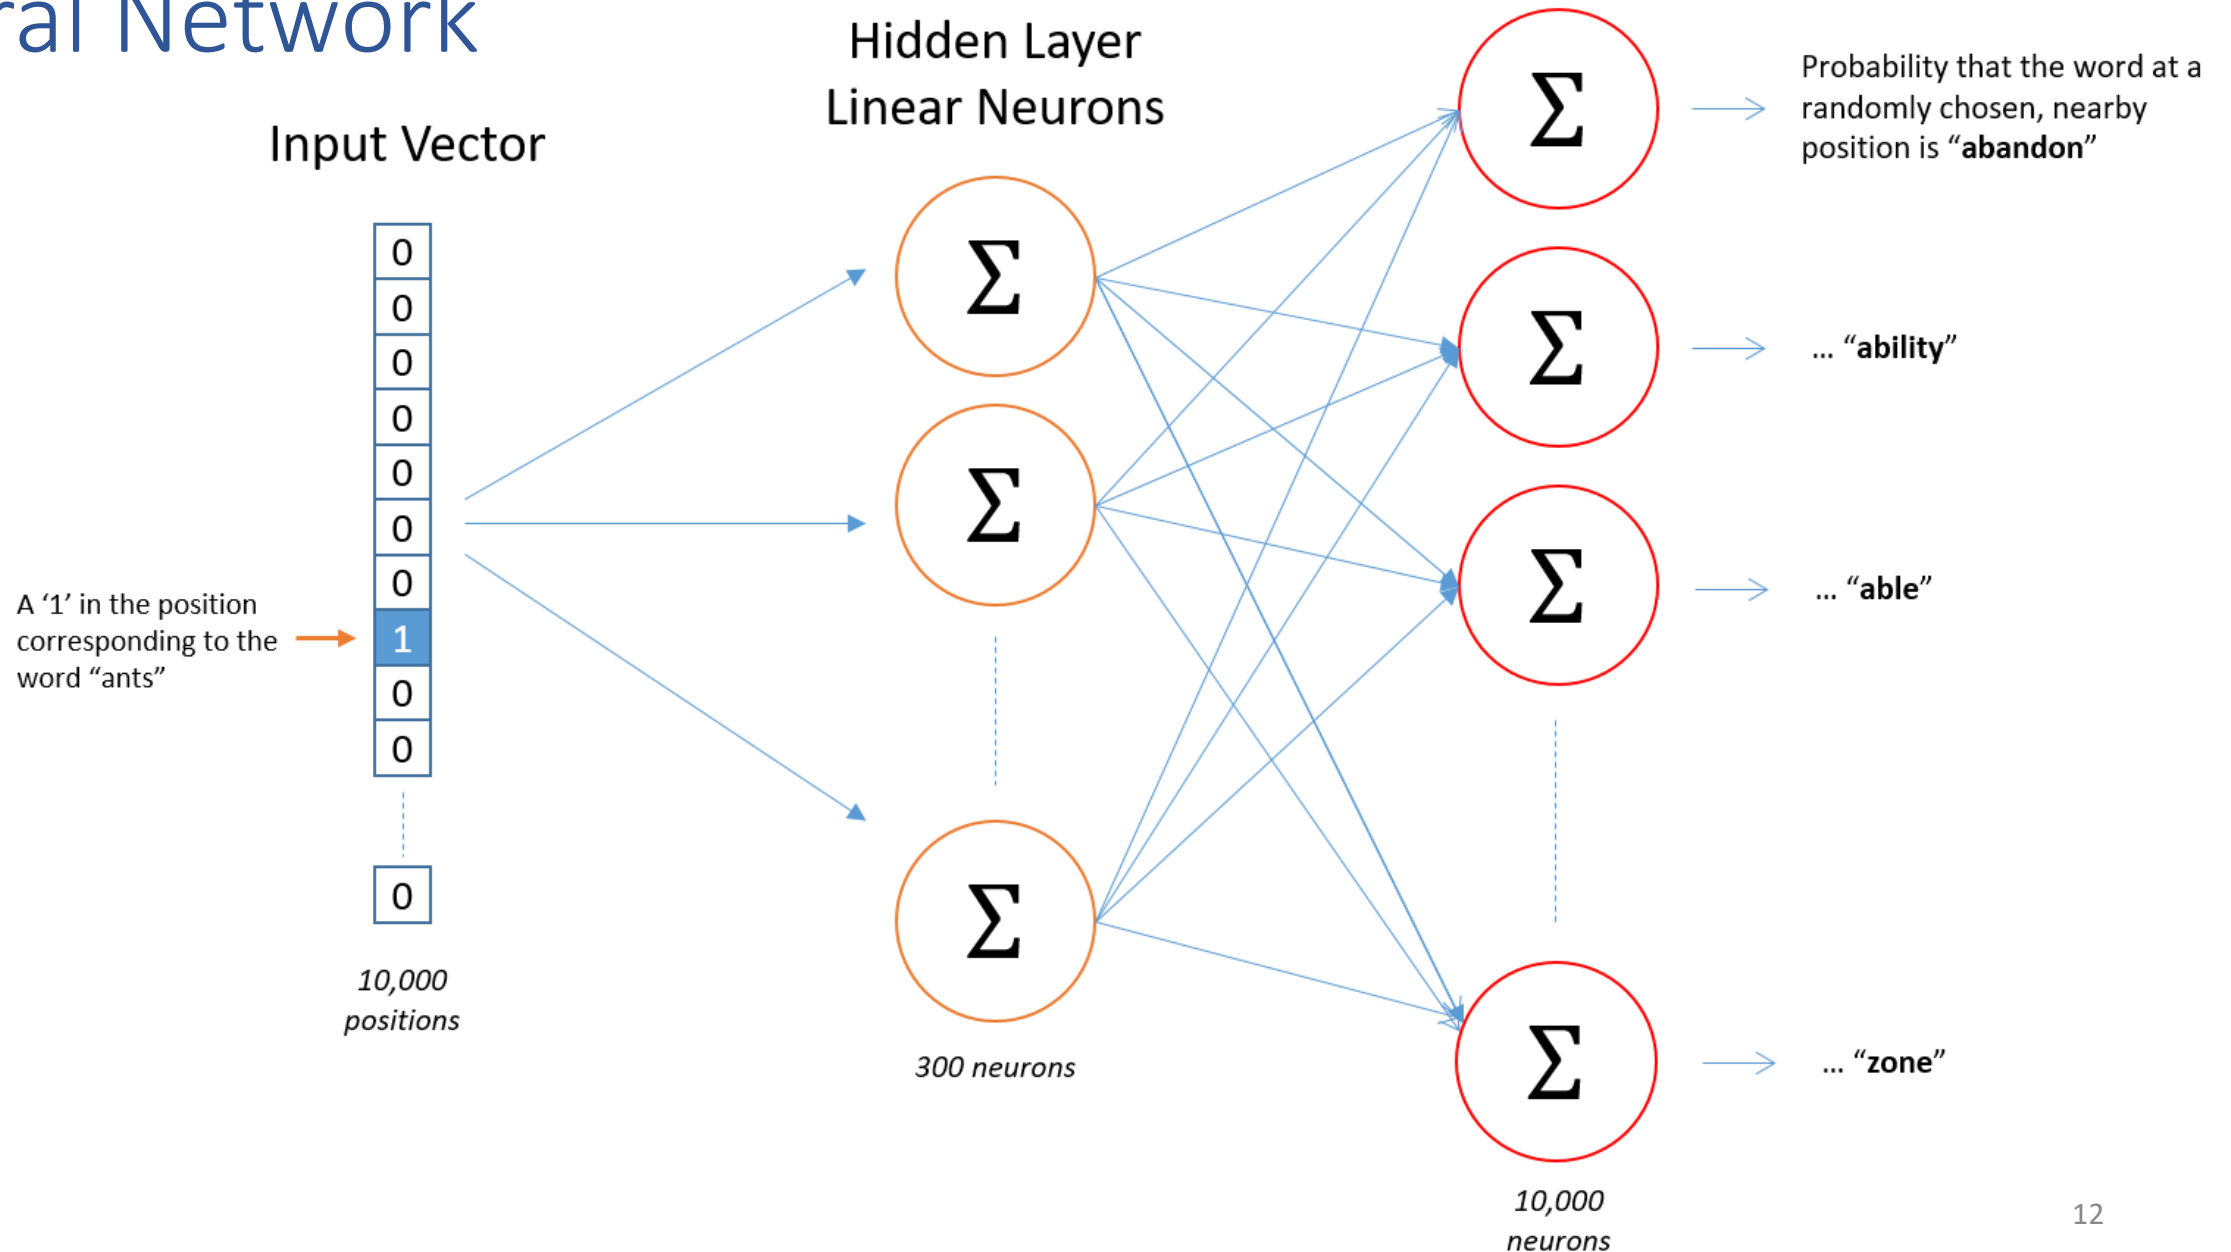 ral Network
Hidden Layer
Linear Neurons
Input Vector
0
0
0
0
0
0
0
1
0
0
0
A ‘1’ in the position
corresponding to the
word “ants”
10,000
positions
Σ
Σ
Σ
300 neurons
Σ
Σ
Σ
Σ
10,000
neurons
Probability that the word at a
randomly chosen, nearby
position is “abandon”
... “ability”
... “able”
... “zone”
12